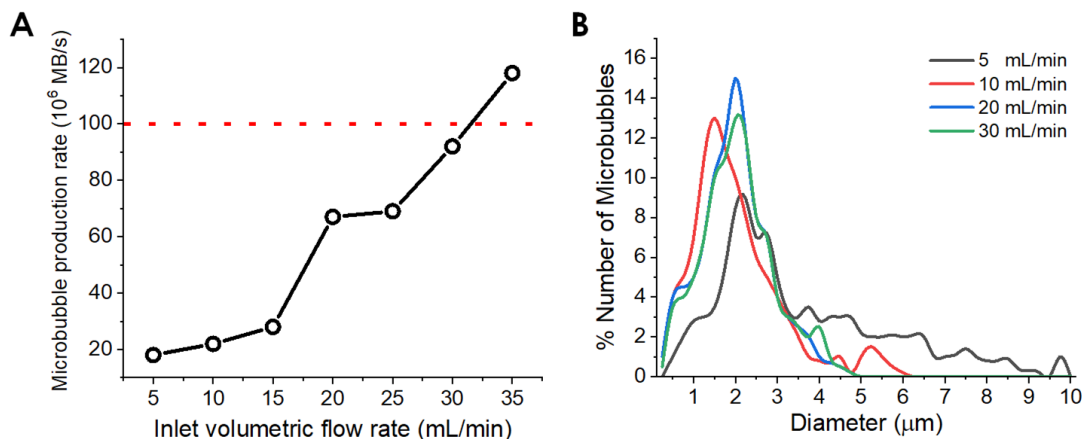 A
Microbubble production rate (10⁶ MB/s)
120
100
80
60
40
20
5 10 15 20 25 30 35
Inlet volumetric flow rate (mL/min)
B
% Number of Microbubbles
16
14
12
10
8
6
4
2
0
1 2 3 4 5 6 7 8 9 10
Diameter (μm)
5 mL/min
10 mL/min
20 mL/min
30 mL/min